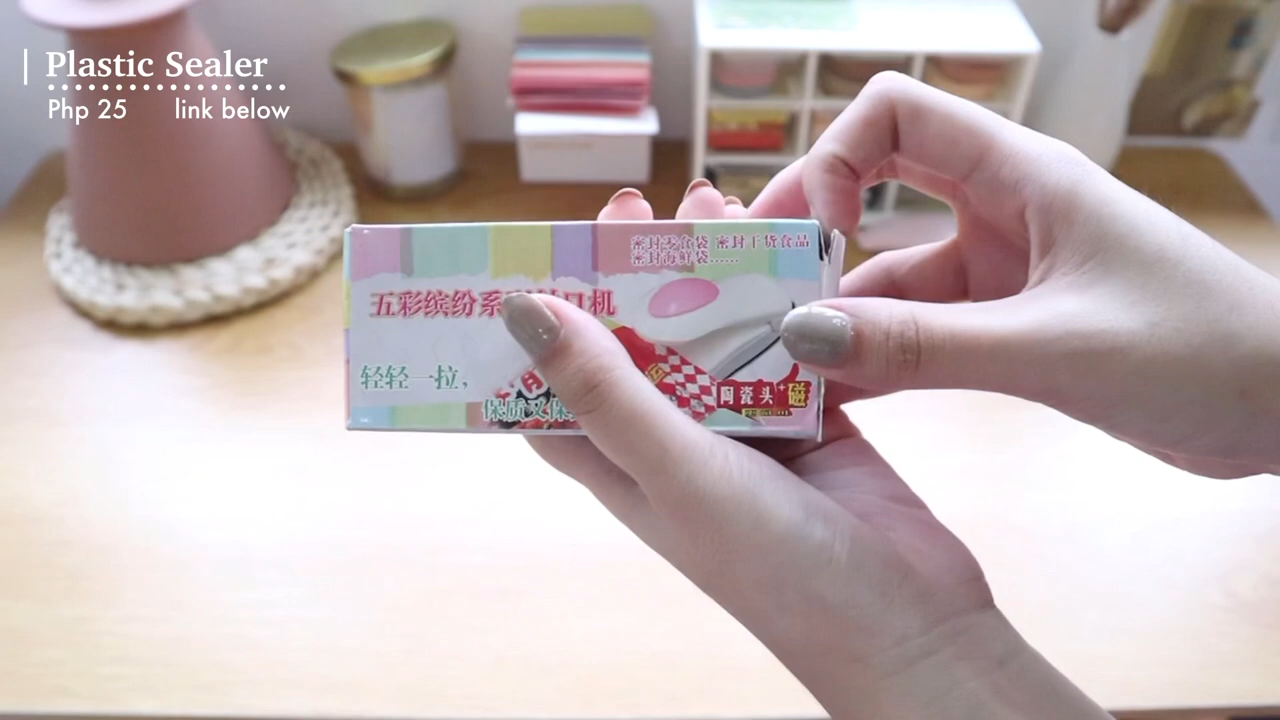 Plastic Sealer
Php 25 link below
密封零食袋 密封干货食品
密封海鲜袋......
五彩缤纷系 机
轻轻一拉,
保质又保
陶瓷头+磁